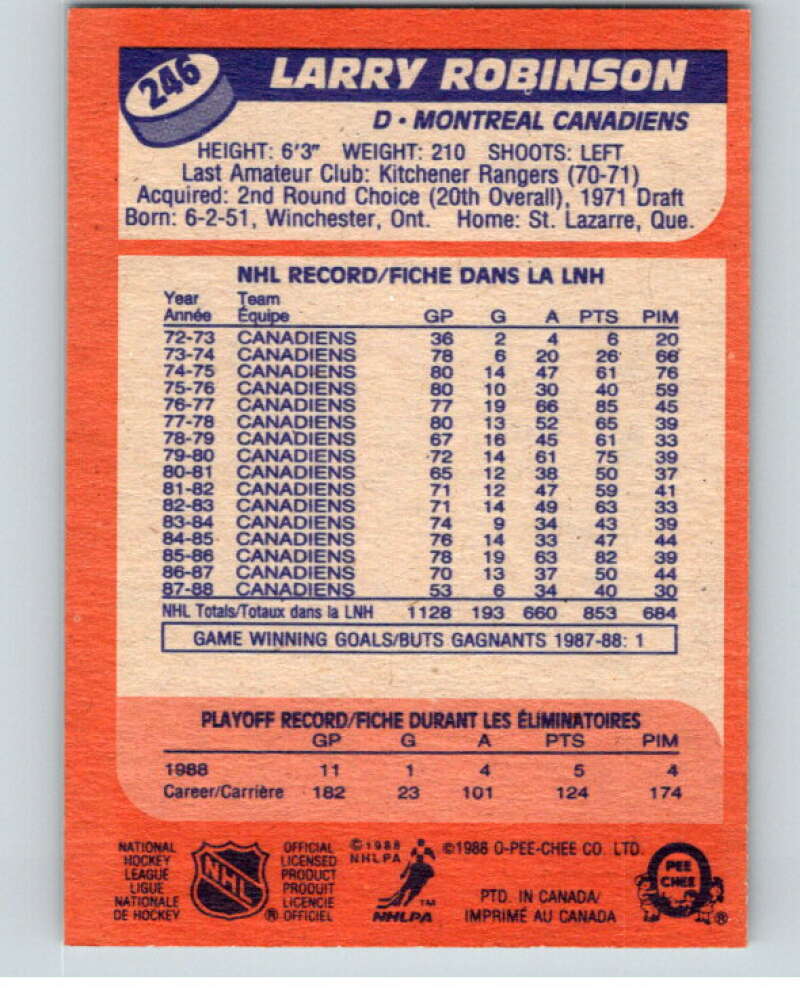 246
LARRY ROBINSON
D • MONTREAL CANADIENS
HEIGHT: 6'3" WEIGHT: 210 SHOOTS: LEFT
Last Amateur Club: Kitchener Rangers (70-71)
Acquired: 2nd Round Choice (20th Overall), 1971 Draft
Born: 6-2-51, Winchester, Ont. Home: St. Lazarre, Que.
NHL RECORD/FICHE DANS LA LNH
Year Team
Année Équipe GP G A PTS PIM
72-73 CANADIENS 36 2 4 6 20
73-74 CANADIENS 78 6 20 26 66
74-75 CANADIENS 80 14 47 61 76
75-76 CANADIENS 80 10 30 40 59
76-77 CANADIENS 77 19 66 85 45
77-78 CANADIENS 80 13 52 65 39
78-79 CANADIENS 67 16 45 61 33
79-80 CANADIENS 72 14 61 75 39
80-81 CANADIENS 65 12 38 50 37
81-82 CANADIENS 71 12 47 59 41
82-83 CANADIENS 71 14 49 63 33
83-84 CANADIENS 74 9 34 43 39
84-85 CANADIENS 76 14 33 47 44
85-86 CANADIENS 78 19 63 82 39
86-87 CANADIENS 70 13 37 50 44
87-88 CANADIENS 53 6 34 40 30
NHL Totals/Totaux dans la LNH 1128 193 660 853 684
GAME WINNING GOALS/BUTS GAGNANTS 1987-88: 1
PLAYOFF RECORD/FICHE DURANT LES ÉLIMINATOIRES
GP G A PTS PIM
1988 11 1 4 5 4
Career/Carrière 182 23 101 124 174
NATIONAL
HOCKEY
LEAGUE
LIGUE
NATIONALE
DE HOCKEY
NHL
®
OFFICIAL
LICENSED
PRODUCT
PRODUIT
LICENCIE
OFFICIEL
©1988
NHLPA
TM
NHLPA
©1988 O-PEE-CHEE CO. LTD.
PTD. IN CANADA/
IMPRIMÉ AU CANADA
PEE
CHEE
®